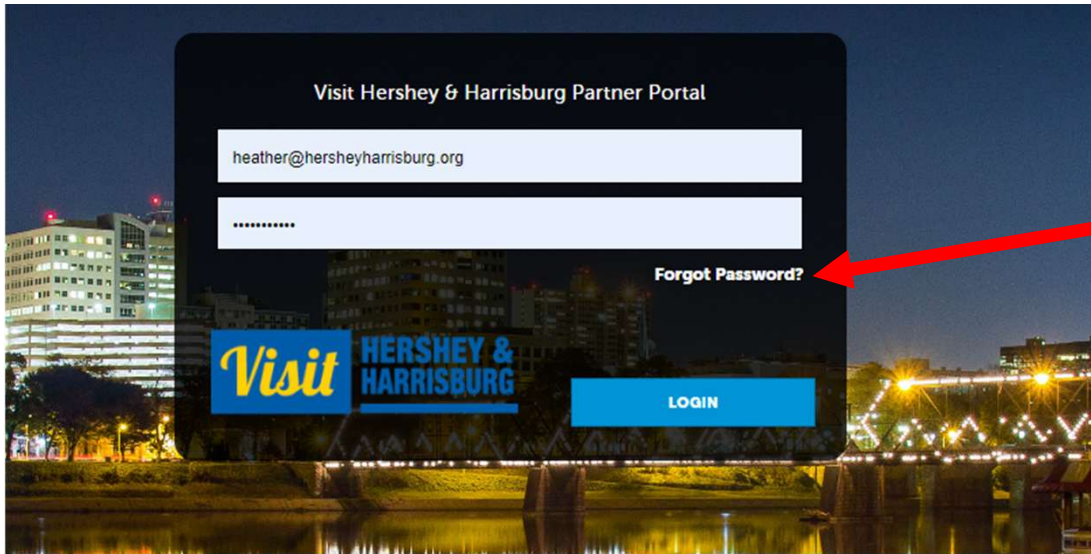 Visit Hershey & Harrisburg Partner Portal
heather@hersheyharrisburg.org
•••••••••••
Forgot Password?
Visit HERSHEY &
HARRISBURG
LOGIN